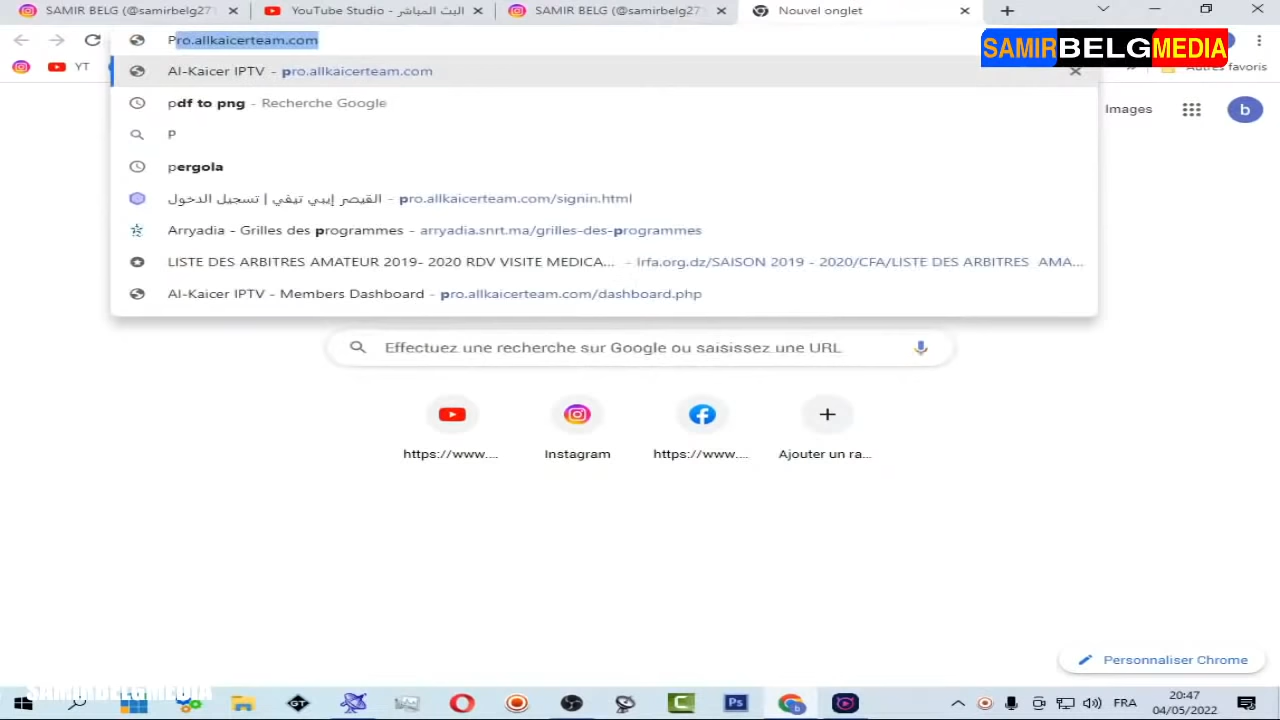 SAMIR BELG (@samirbelg27
YouTube Studio - البث المباشر
SAMIR BELG (@samirbelg27
Nouvel onglet
Pro.allkaicerteam.com
SAMIRBELGMEDIA
YT
Autres favoris
Al-Kaicer IPTV - pro.allkaicerteam.com
pdf to png - Recherche Google
Images
b
P
pergola
القيصر إيبي تيفي | تسجيل الدخول - pro.allkaicerteam.com/signin.html
Arryadia - Grilles des programmes - arryadia.snrt.ma/grilles-des-programmes
LISTE DES ARBITRES AMATEUR 2019- 2020 RDV VISITE MEDICA... - lrfa.org.dz/SAISON 2019 - 2020/CFA/LISTE DES ARBITRES AMA...
Al-Kaicer IPTV - Members Dashboard - pro.allkaicerteam.com/dashboard.php
Effectuez une recherche sur Google ou saisissez une URL
https://www....
Instagram
https://www....
Ajouter un ra...
Personnaliser Chrome
SAMIRBELGMEDIA
GT
Ps
FRA
20:47
04/05/2022